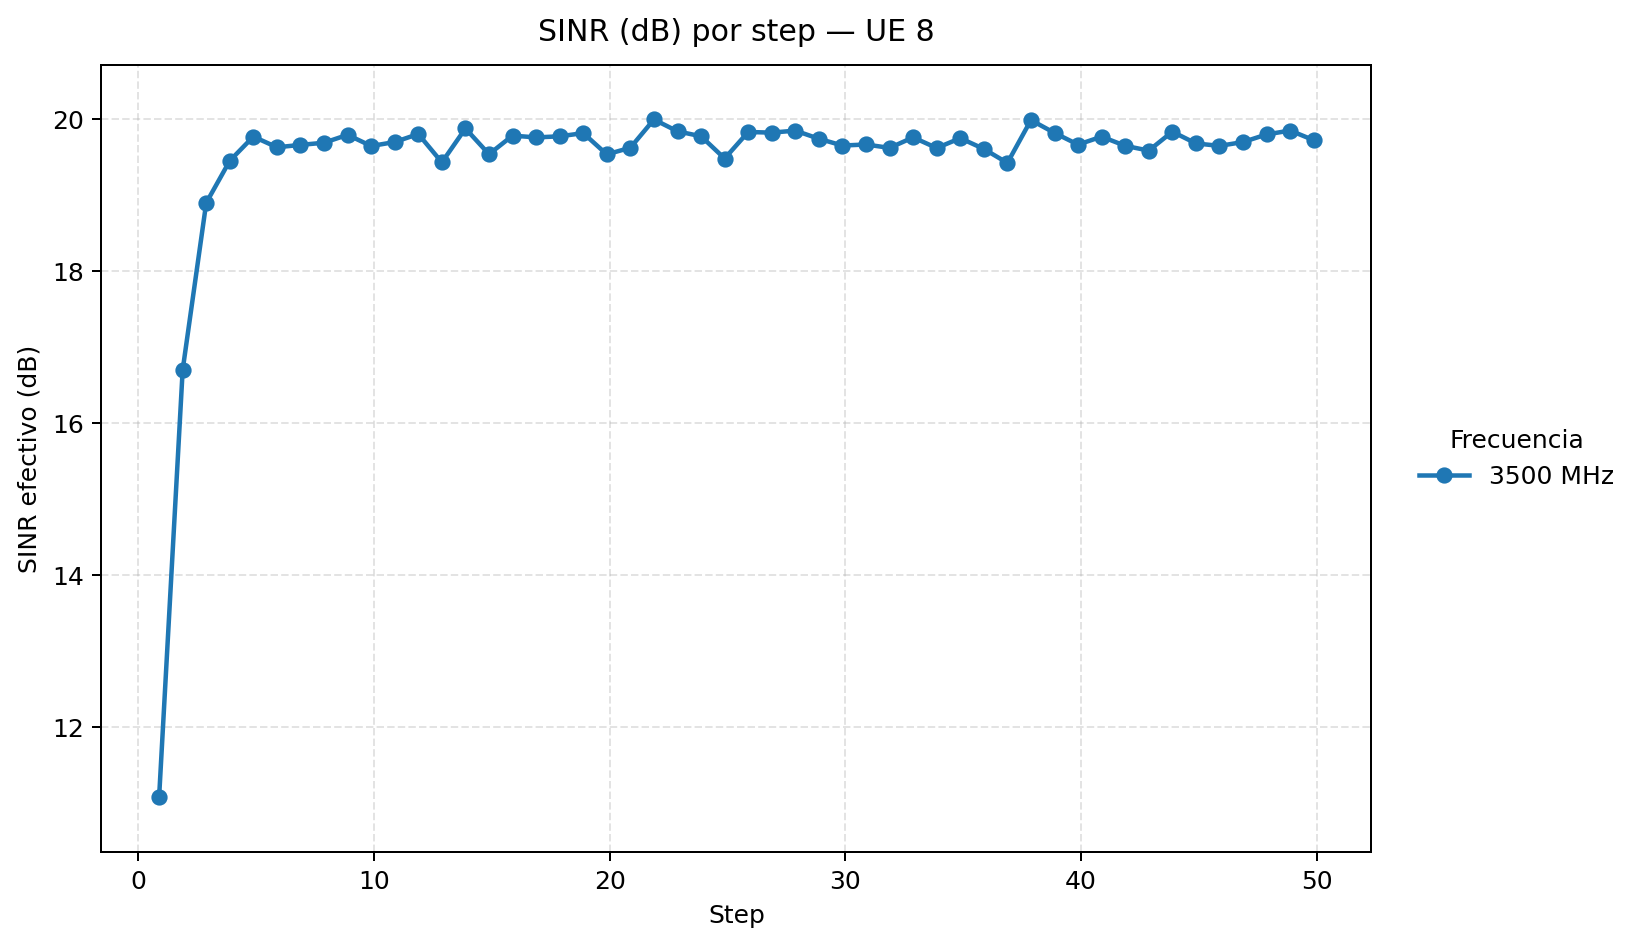 SINR (dB) por step — UE 8
20
18
16
14
12
SINR efectivo (dB)
0 10 20 30 40 50
Step
Frecuencia
3500 MHz